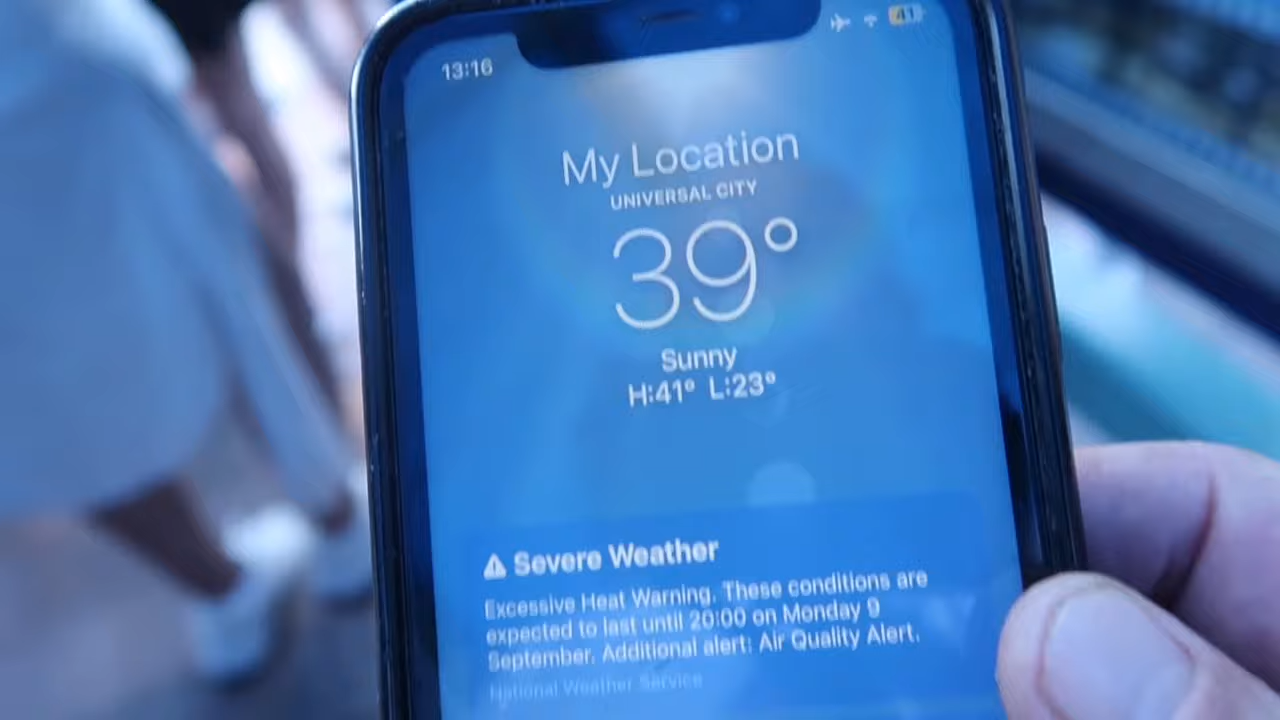 13:16
41
My Location
UNIVERSAL CITY
39°
Sunny
H:41° L:23°
Severe Weather
Excessive Heat Warning. These conditions are
expected to last until 20:00 on Monday 9
September. Additional alert: Air Quality Alert.
National Weather Service